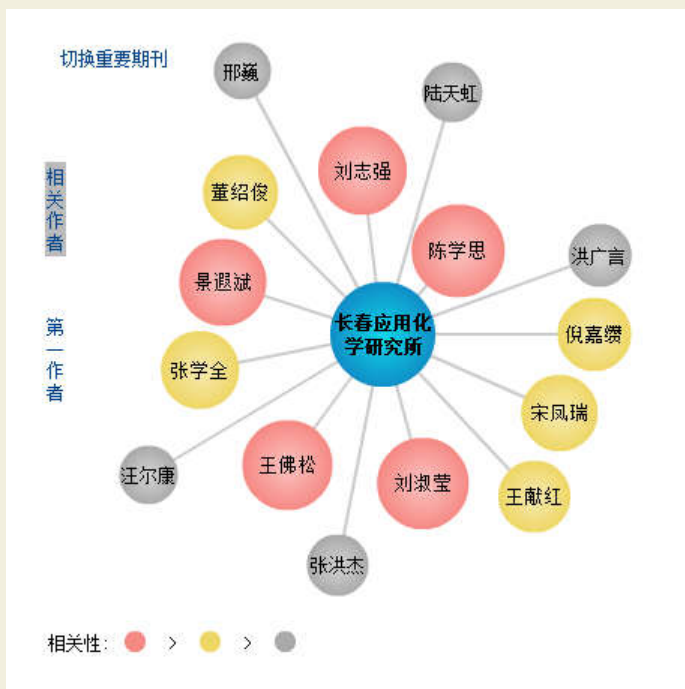 切换重要期刊
邢巍
陆天虹
刘志强
董绍俊
陈学思
相关作者
洪广言
景遐斌
长春应用化
学研究所
倪嘉缵
第一作者
张学全
宋凤瑞
王佛松
汪尔康
刘淑莹
王献红
张洪杰
相关性： > >